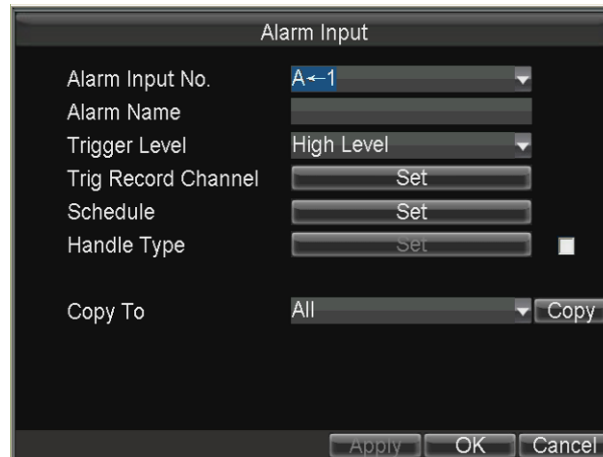 Alarm Input
Alarm Input No. A←1
Alarm Name
Trigger Level High Level
Trig Record Channel Set
Schedule Set
Handle Type Set
Copy To All Copy
Apply OK Cancel